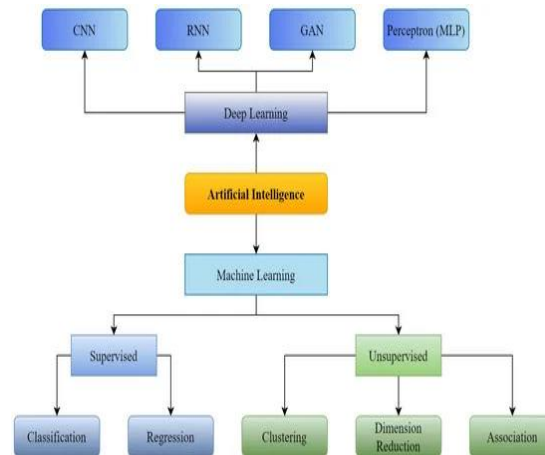 CNN
RNN
GAN
Perceptron (MLP)
Deep Learning
Artificial Intelligence
Machine Learning
Supervised
Unsupervised
Classification
Regression
Clustering
Dimension
Reduction
Association